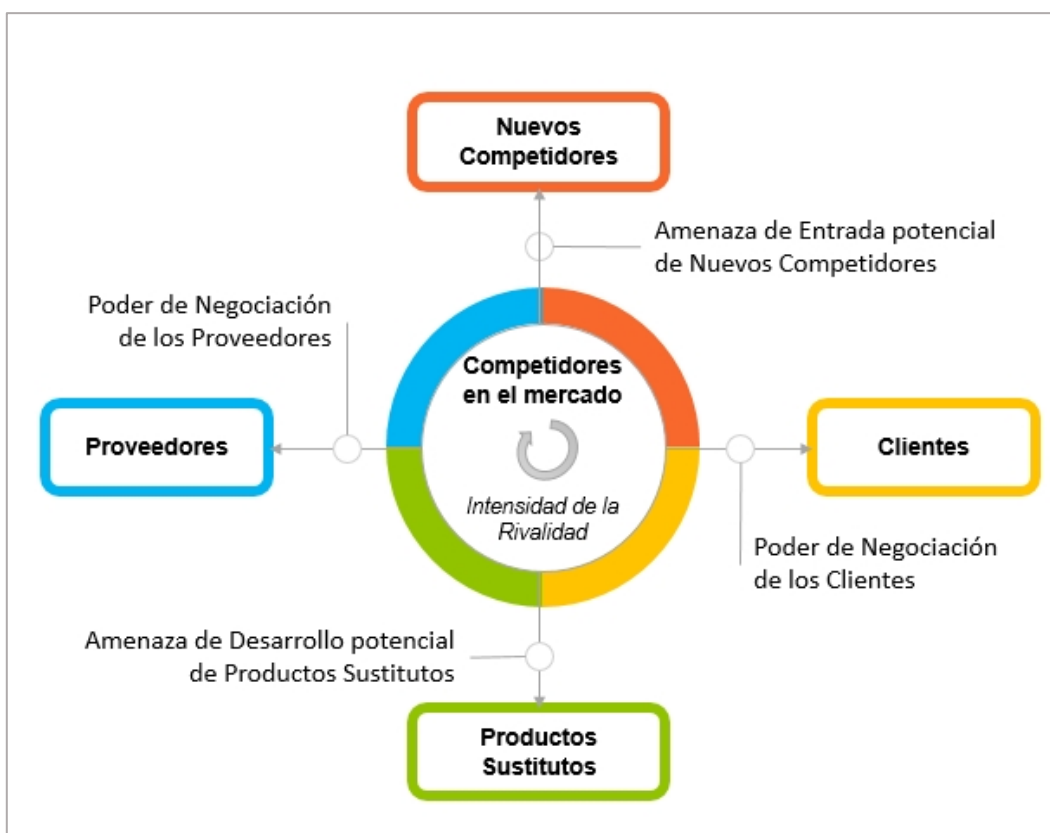 Nuevos
Competidores
Amenaza de Entrada potencial
de Nuevos Competidores
Poder de Negociación
de los Proveedores
Competidores
en el mercado
Proveedores
Clientes
Intensidad de la
Rivalidad
Poder de Negociación
de los Clientes
Amenaza de Desarrollo potencial
de Productos Sustitutos
Productos
Sustitutos